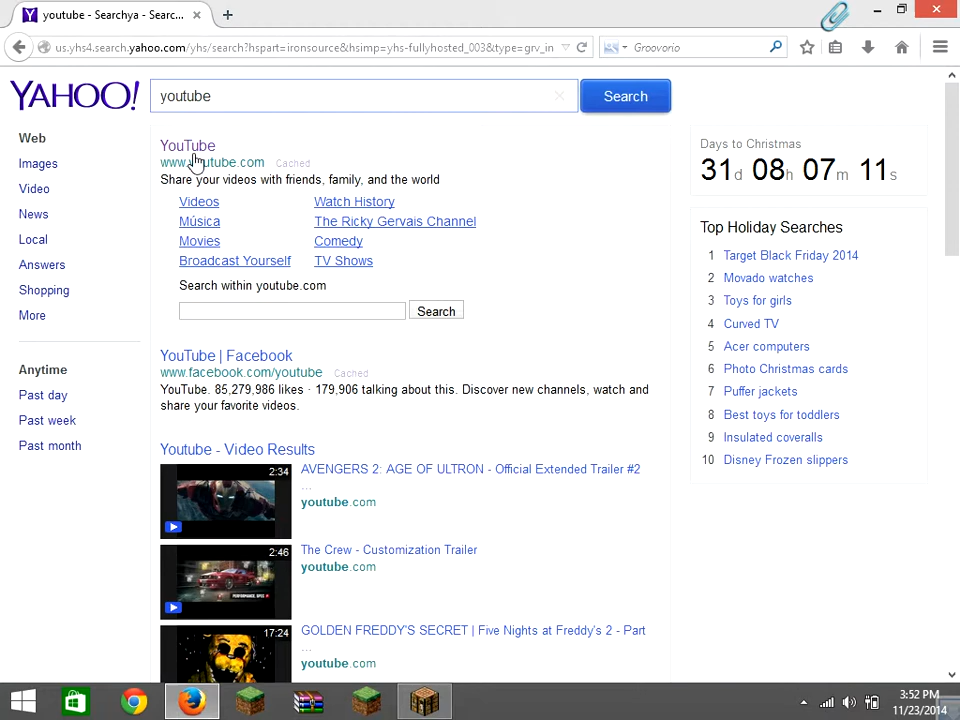 youtube - Searchya - Searc...
us.yhs4.search.yahoo.com/yhs/search?hspart=ironsource&hsimp=yhs-fullyhosted_003&type=grv_in
Groovorio
YAHOO!
youtube
Search
Web
Images
Video
News
Local
Answers
Shopping
More
Anytime
Past day
Past week
Past month
YouTube
www.youtube.com Cached
Share your videos with friends, family, and the world
Videos Watch History
Música The Ricky Gervais Channel
Movies Comedy
Broadcast Yourself TV Shows
Search within youtube.com
Search
YouTube | Facebook
www.facebook.com/youtube Cached
YouTube. 85,279,986 likes · 179,906 talking about this. Discover new channels, watch and
share your favorite videos.
Youtube - Video Results
2:34
AVENGERS 2: AGE OF ULTRON - Official Extended Trailer #2
...
youtube.com
2:46
The Crew - Customization Trailer
youtube.com
17:24
GOLDEN FREDDY'S SECRET | Five Nights at Freddy's 2 - Part
...
youtube.com
Days to Christmas
31d 08h 07m 11s
Top Holiday Searches
1 Target Black Friday 2014
2 Movado watches
3 Toys for girls
4 Curved TV
5 Acer computers
6 Photo Christmas cards
7 Puffer jackets
8 Best toys for toddlers
9 Insulated coveralls
10 Disney Frozen slippers
3:52 PM
11/23/2014